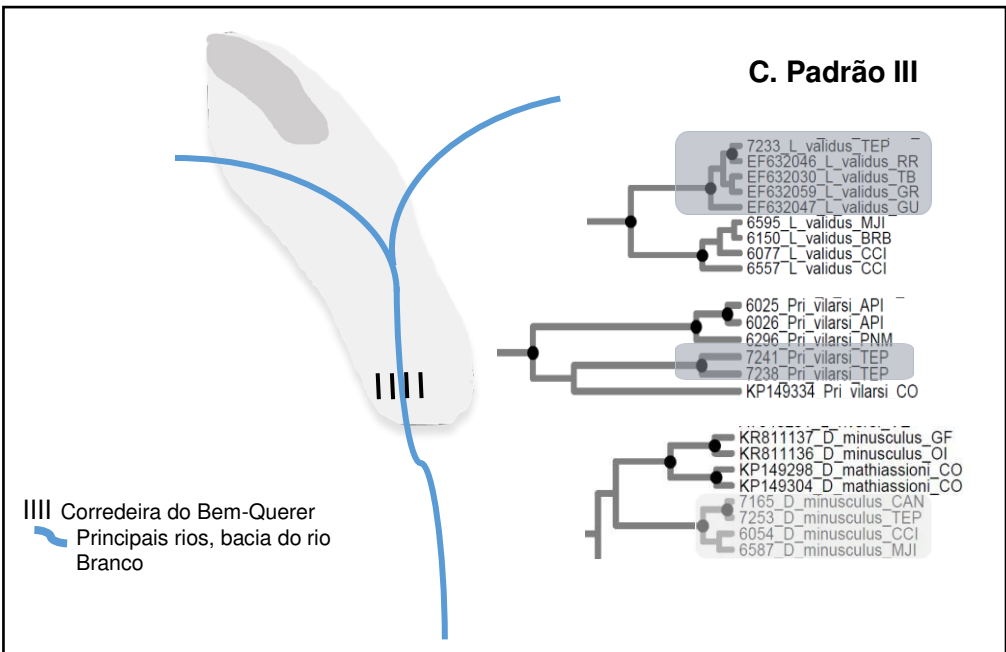 C. Padrão III
7233_L_validus_TEP
EF632046_L_validus_RR
EF632030_L_validus_TB
EF632059_L_validus_GR
EF632047_L_validus_GU
6595_L_validus_MJI
6150_L_validus_BRB
6077_L_validus_CCI
6557_L_validus_CCI
6025_Pri_vilarsi_API
6026_Pri_vilarsi_API
6296_Pri_vilarsi_PNM
7241_Pri_vilarsi_TEP
7238_Pri_vilarsi_TEP
KP149334_Pri_vilarsi_CO
KR811137_D_minusculus_GF
KR811136_D_minusculus_OI
KP149298_D_mathiassioni_CO
KP149304_D_mathiassioni_CO
7165_D_minusculus_CAN
7253_D_minusculus_TEP
6054_D_minusculus_CCI
6587_D_minusculus_MJI
Corredeira do Bem-Querer
Principais rios, bacia do rio
Branco